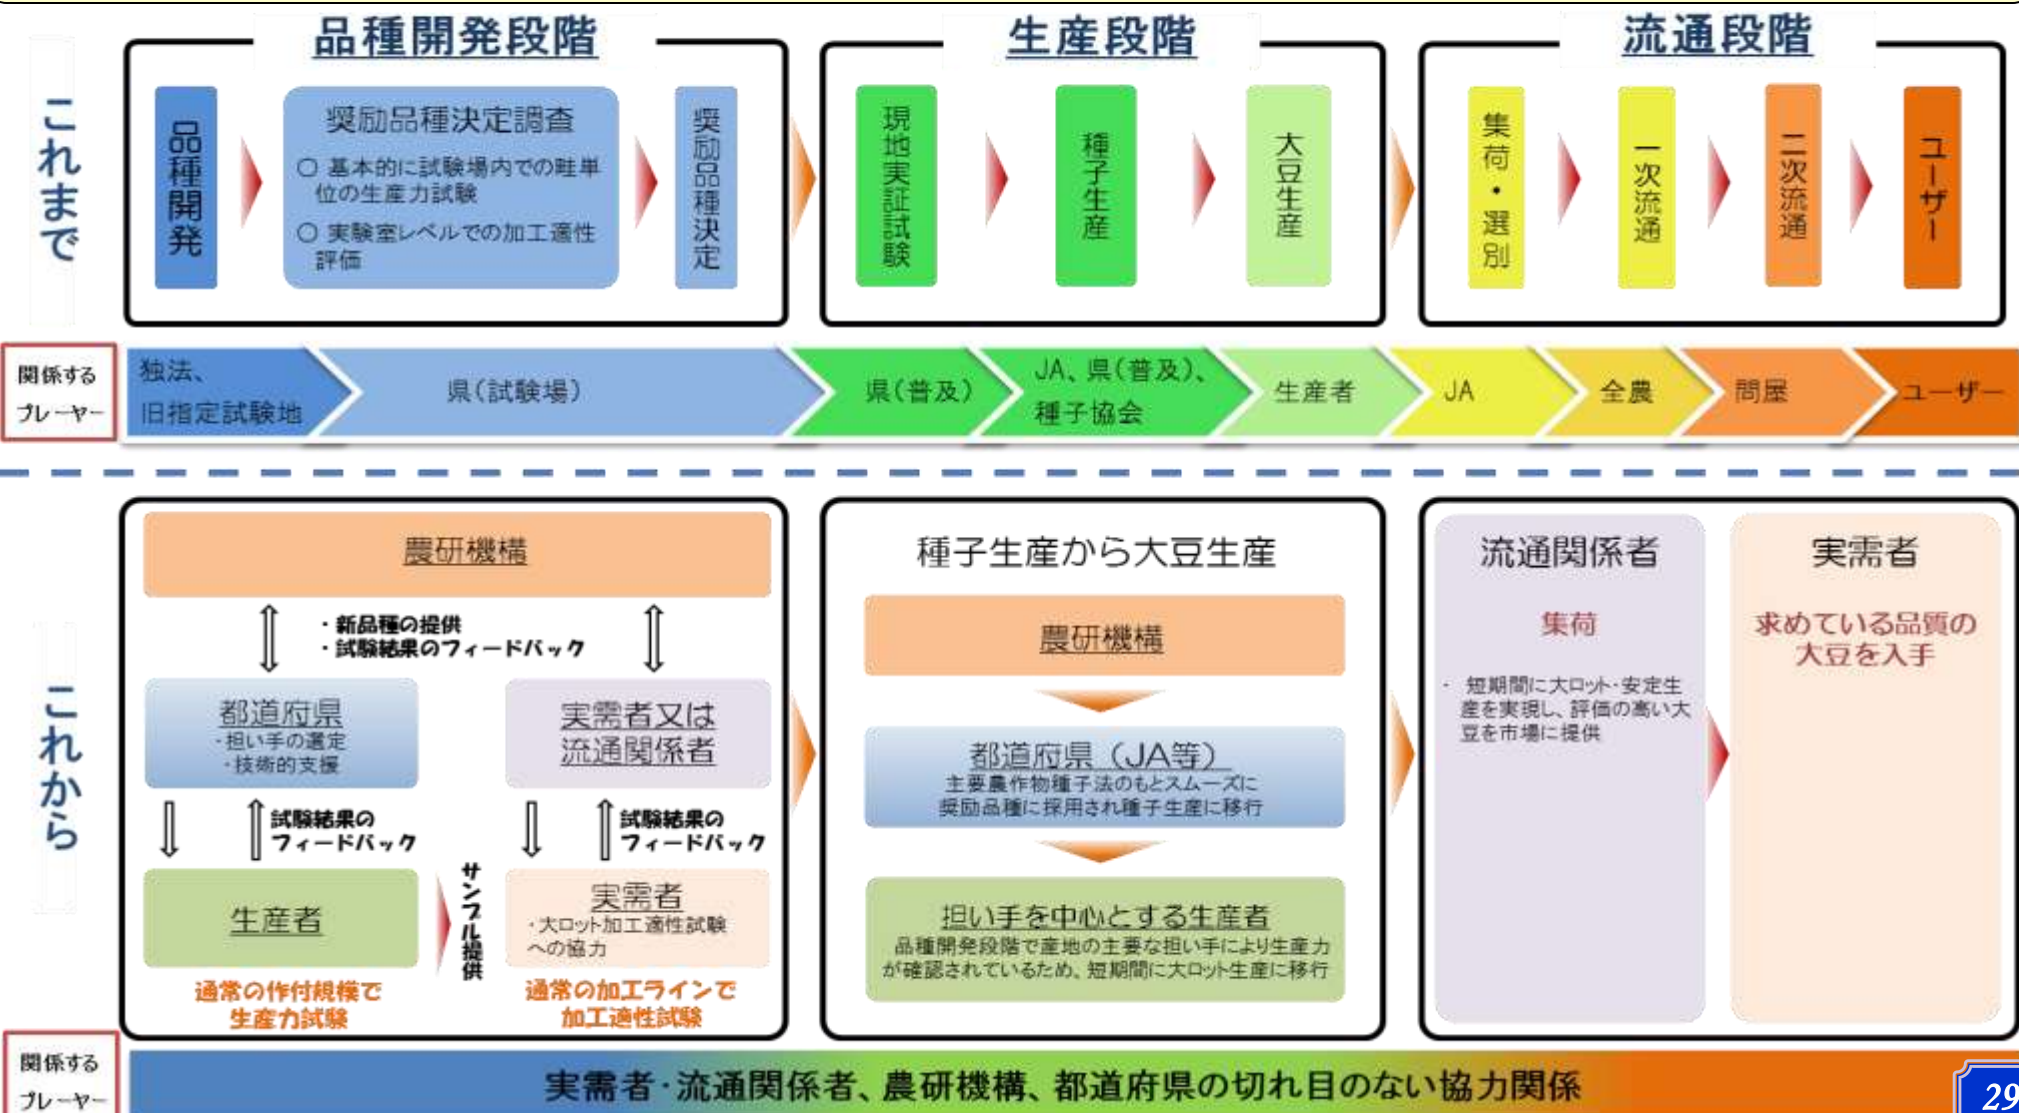 品種開発段階
生産段階
流通段階
これまで
品種開発
奨励品種決定調査
○ 基本的に試験場内での畦単
位の生産力試験
○ 実験室レベルでの加工適性
評価
奨励品種決定
現地実証試験
種子生産
大豆生産
集荷・選別
一次流通
二次流通
ユーザー
関係する
プレーヤー
独法、
旧指定試験地
県(試験場)
県(普及)
JA、県(普及)、
種子協会
生産者
JA
全農
問屋
ユーザー
これから
農研機構
・新品種の提供
・試験結果のフィードバック
都道府県
・担い手の選定
・技術的支援
実需者又は
流通関係者
試験結果の
フィードバック
試験結果の
フィードバック
生産者
サンプル提供
実需者
・大ロット加工適性試験
への協力
通常の作付規模で
生産力試験
通常の加工ラインで
加工適性試験
種子生産から大豆生産
農研機構
都道府県（JA等）
主要農作物種子法のもとスムーズに
奨励品種に採用され種子生産に移行
担い手を中心とする生産者
品種開発段階で産地の主要な担い手により生産力
が確認されているため、短期間に大ロット生産に移行
流通関係者
集荷
・ 短期間に大ロット・安定生
産を実現し、評価の高い大
豆を市場に提供
実需者
求めている品質の
大豆を入手
関係する
プレーヤー
実需者・流通関係者、農研機構、都道府県の切れ目のない協力関係
29